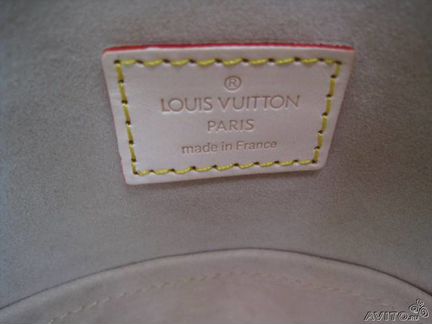 ®
LOUIS VUITTON
PARIS
made in France
AVITO.ru